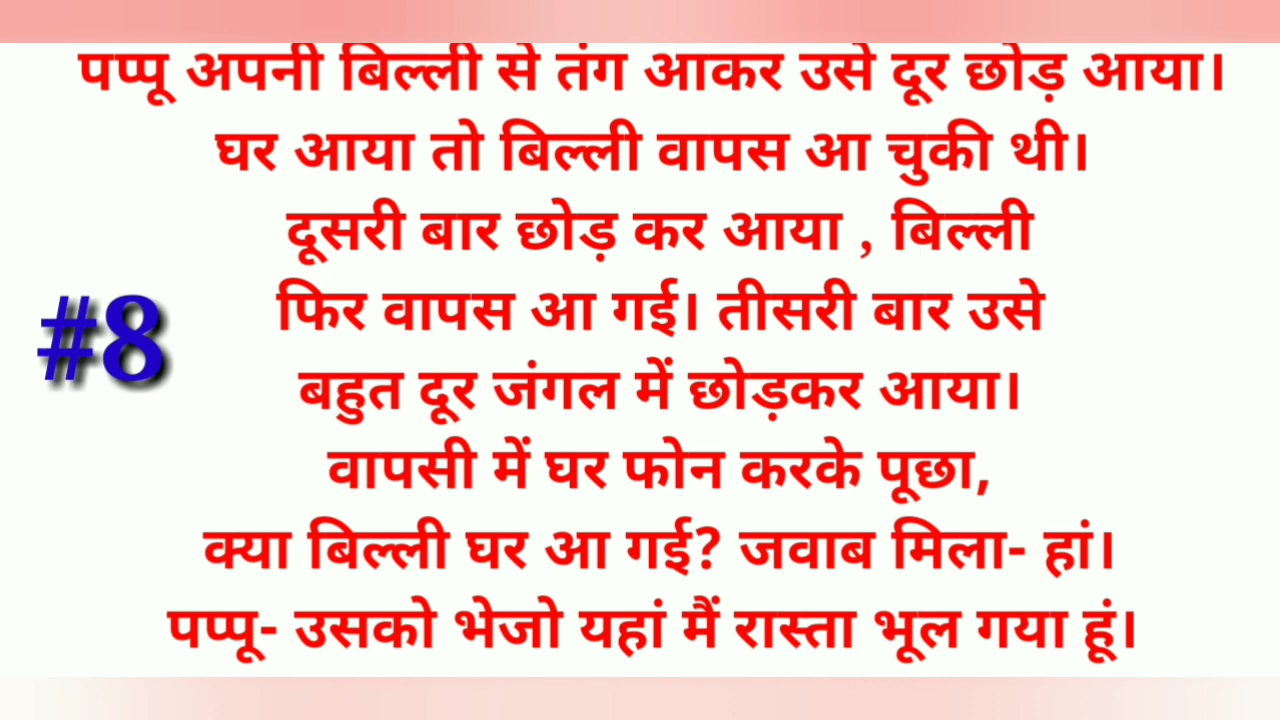 पप्पू अपनी बिल्ली से तंग आकर उसे दूर छोड़ आया।
घर आया तो बिल्ली वापस आ चुकी थी।
दूसरी बार छोड़ कर आया , बिल्ली
फिर वापस आ गई। तीसरी बार उसे
#8
बहुत दूर जंगल में छोड़कर आया।
वापसी में घर फोन करके पूछा,
क्या बिल्ली घर आ गई? जवाब मिला- हां।
पप्पू- उसको भेजो यहां मैं रास्ता भूल गया हूं।